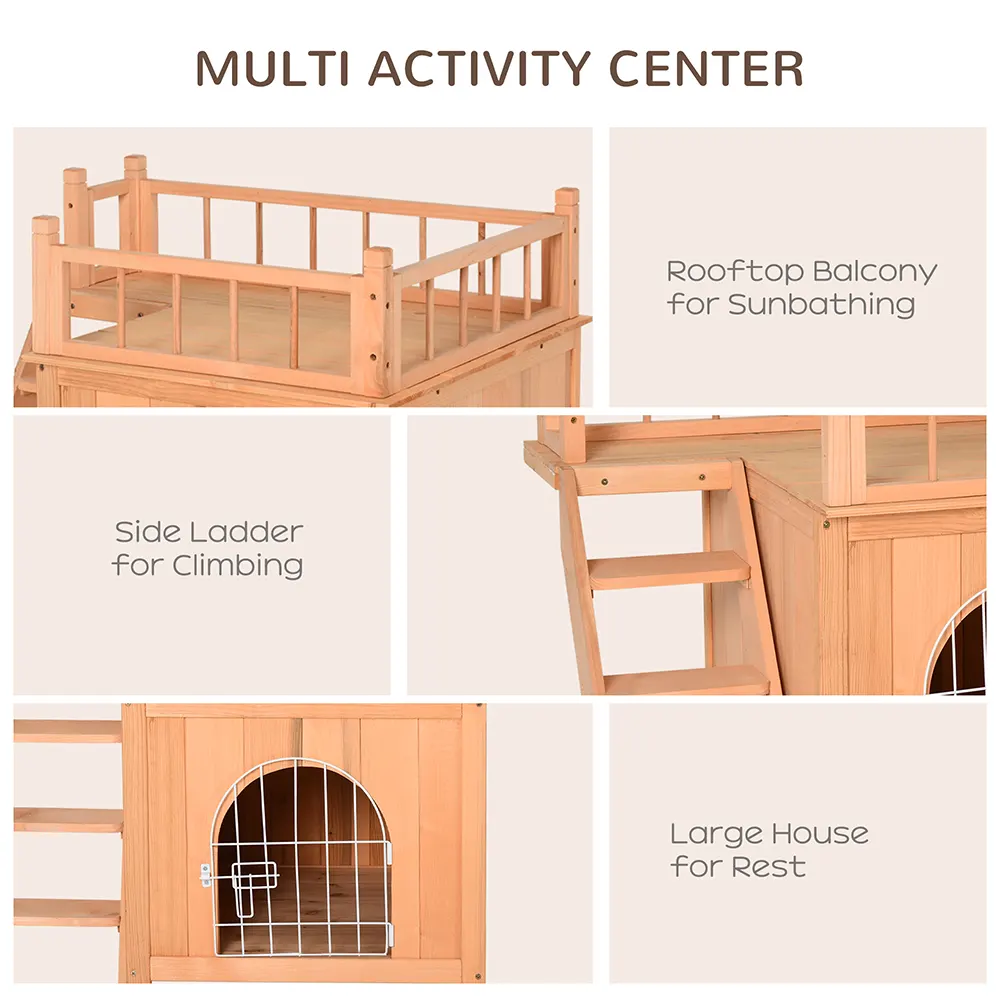 MULTI ACTIVITY CENTER
Rooftop Balcony
for Sunbathing
Side Ladder
for Climbing
Large House
for Rest